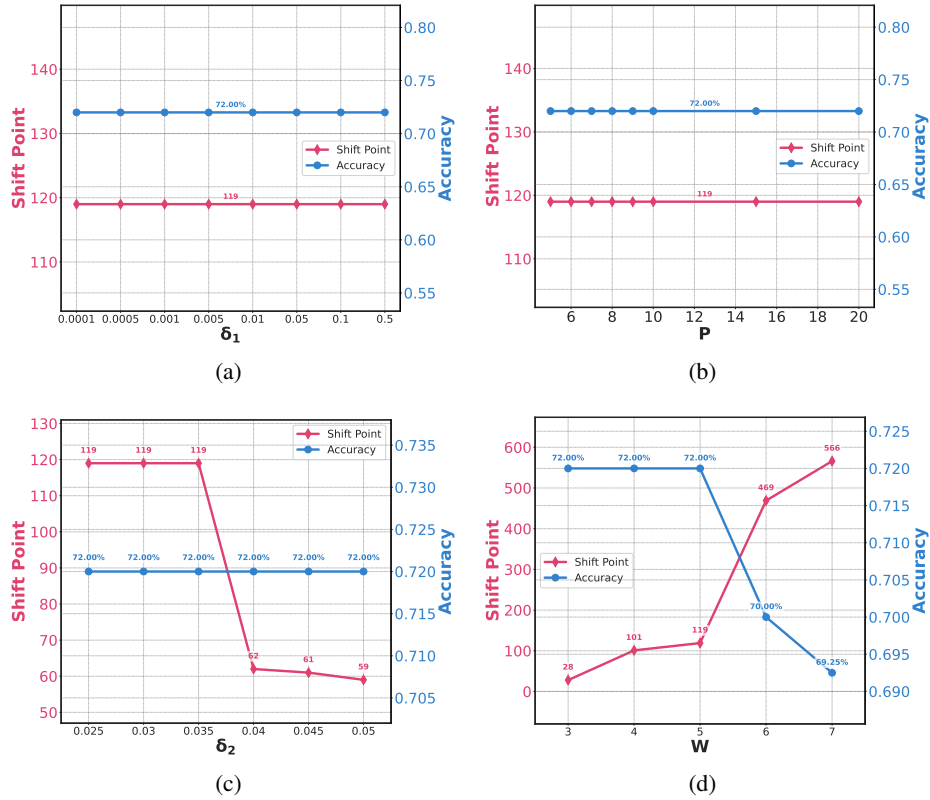 140
130
120
110
Shift Point
0.80
0.75
0.70
0.65
0.60
0.55
Accuracy
72.00%
119
Shift Point
Accuracy
0.0001 0.0005 0.001 0.005 0.01 0.05 0.1 0.5
δ1
(a)
140
130
120
110
Shift Point
0.80
0.75
0.70
0.65
0.60
0.55
Accuracy
72.00%
119
Shift Point
Accuracy
6 8 10 12 14 16 18 20
P
(b)
130
120
110
100
90
80
70
60
50
Shift Point
0.735
0.730
0.725
0.720
0.715
0.710
0.705
Accuracy
Shift Point
Accuracy
119 119 119
72.00% 72.00% 72.00% 72.00% 72.00% 72.00%
62 61 59
0.025 0.03 0.035 0.04 0.045 0.05
δ2
(c)
600
500
400
300
200
100
0
Shift Point
0.725
0.720
0.715
0.710
0.705
0.700
0.695
0.690
Accuracy
72.00% 72.00% 72.00%
566
469
Shift Point
Accuracy
70.00%
119
101
28
69.25%
3 4 5 6 7
W
(d)